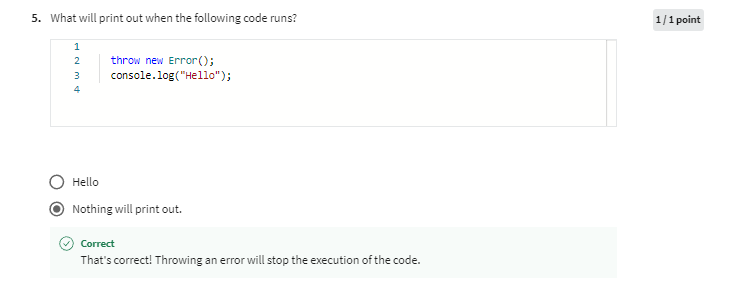 5. What will print out when the following code runs?
1 / 1 point
1
2 throw new Error();
3 console.log("Hello");
4
Hello
Nothing will print out.
Correct
That's correct! Throwing an error will stop the execution of the code.